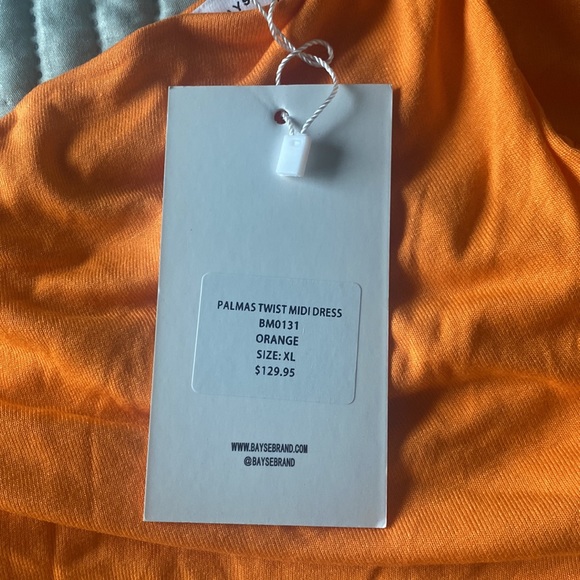 PALMAS TWIST MIDI DRESS
BM0131
ORANGE
SIZE: XL
$129.95
WWW.BAYSEBRAND.COM
@BAYSEBRAND